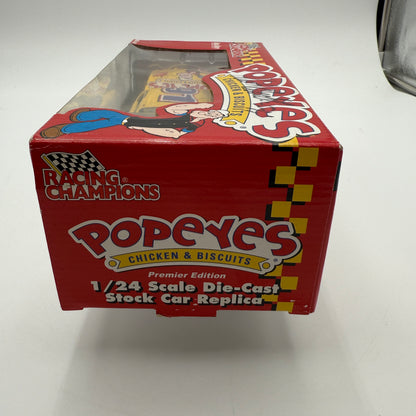 POPEYES
CHICKEN & BISCUITS
RACING
CHAMPIONS®
POPEYES
CHICKEN & BISCUITS®
Premier Edition
1/24 Scale Die-Cast
Stock Car Replica